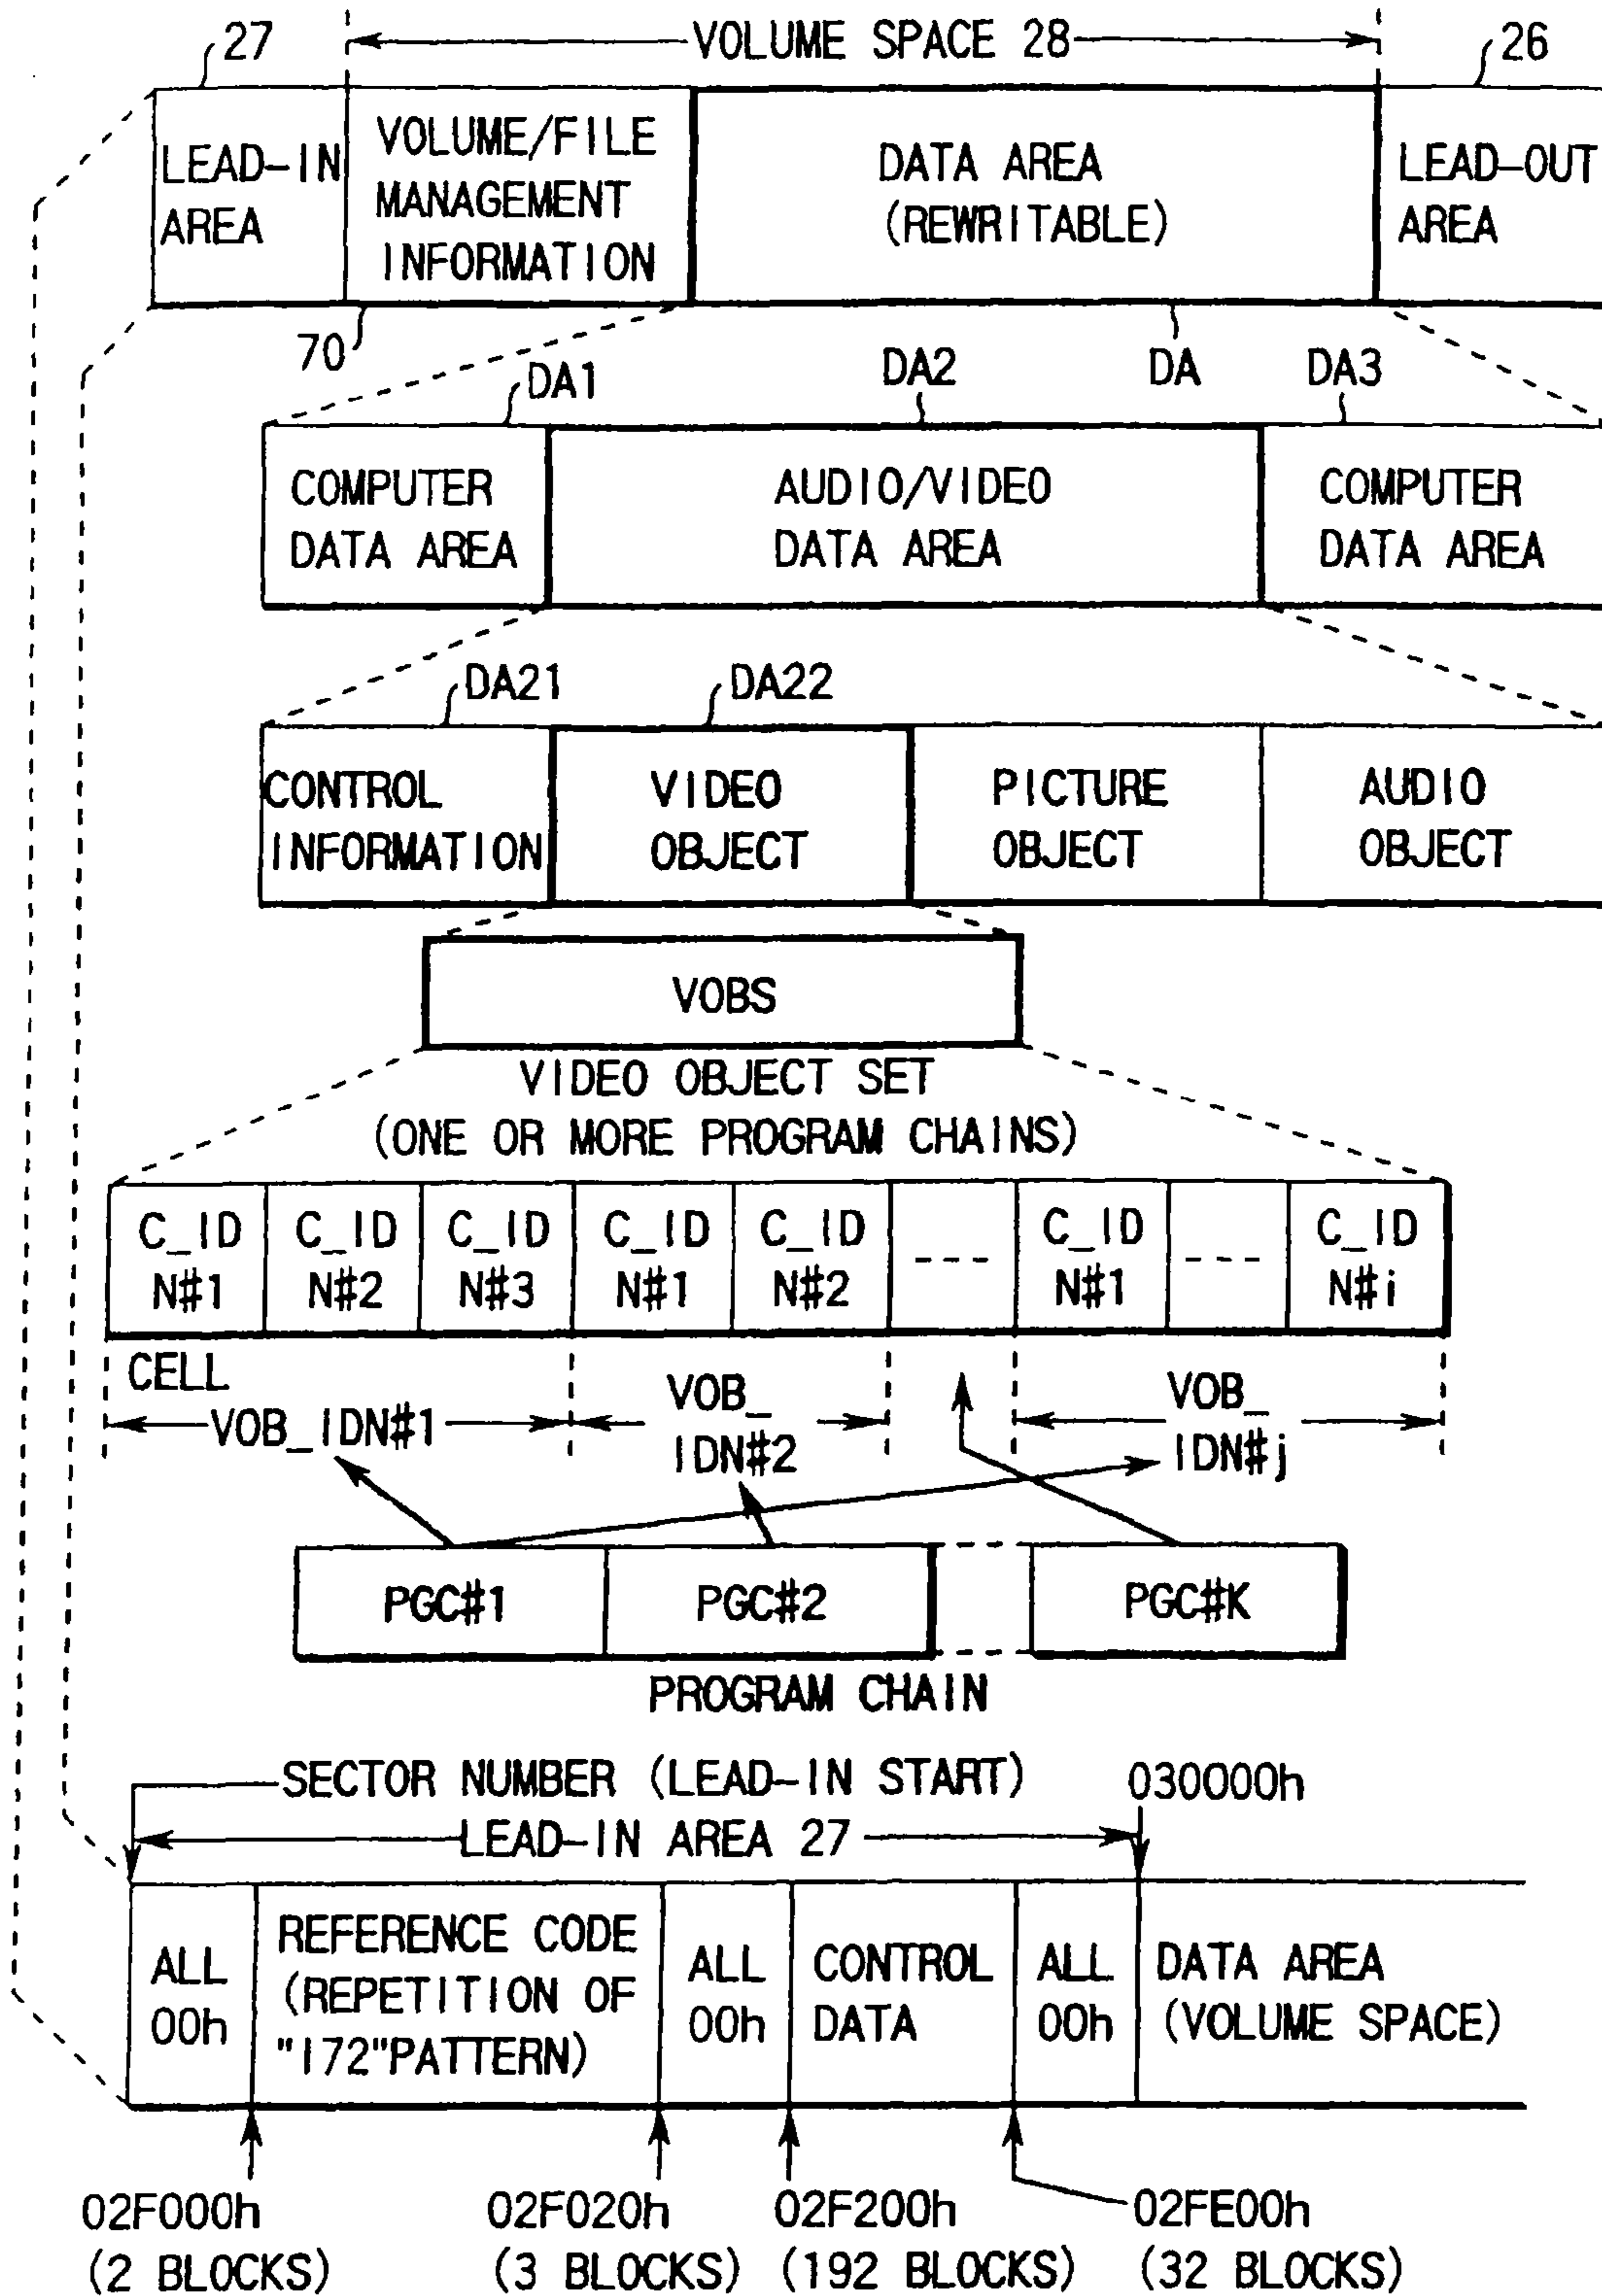 27
VOLUME SPACE 28
26
LEAD-IN
AREA
VOLUME/FILE
MANAGEMENT
INFORMATION
DATA AREA
(REWRITABLE)
LEAD-OUT
AREA
70
DA1
DA2
DA
DA3
COMPUTER
DATA AREA
AUDIO/VIDEO
DATA AREA
COMPUTER
DATA AREA
DA21
DA22
CONTROL
INFORMATION
VIDEO
OBJECT
PICTURE
OBJECT
AUDIO
OBJECT
VOBS
VIDEO OBJECT SET
(ONE OR MORE PROGRAM CHAINS)
C_ID
N#1
C_ID
N#2
C_ID
N#3
C_ID
N#1
C_ID
N#2
----
C_ID
N#1
----
C_ID
N#i
CELL
VOB_IDN#1
VOB_
IDN#2
VOB_
IDN#j
PGC#1
PGC#2
PGC#K
PROGRAM CHAIN
SECTOR NUMBER (LEAD-IN START)
030000h
LEAD-IN AREA 27
ALL
00h
REFERENCE CODE
(REPETITION OF
"172"PATTERN)
ALL
00h
CONTROL
DATA
ALL
00h
DATA AREA
(VOLUME SPACE)
02F000h
(2 BLOCKS)
02F020h
(3 BLOCKS)
02F200h
(192 BLOCKS)
02FE00h
(32 BLOCKS)